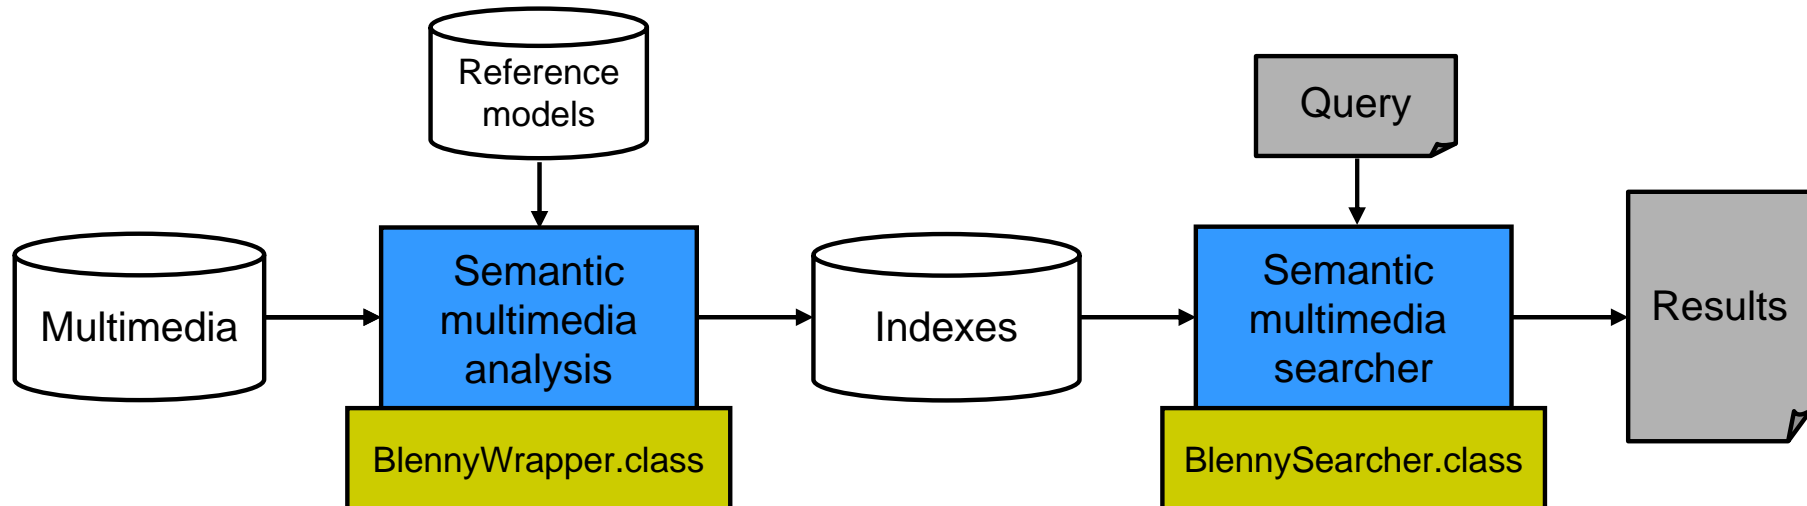 Reference
models
Query
Multimedia
Semantic
multimedia
analysis
Indexes
Semantic
multimedia
searcher
Results
BlennyWrapper.class
BlennySearcher.class